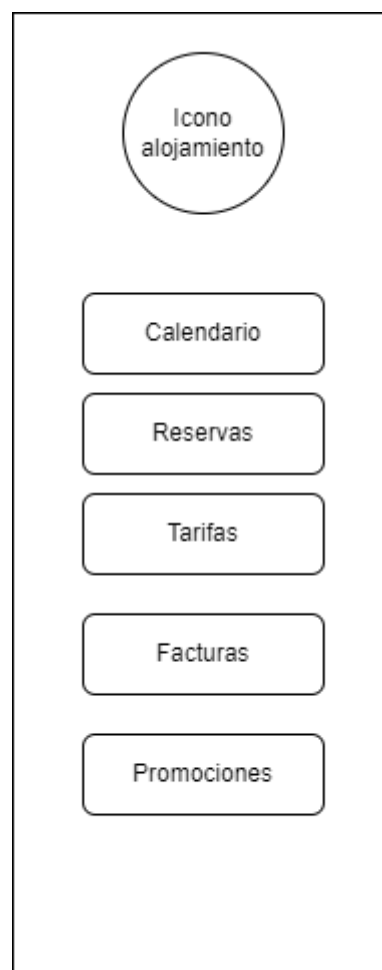 Icono
alojamiento
Calendario
Reservas
Tarifas
Facturas
Promociones